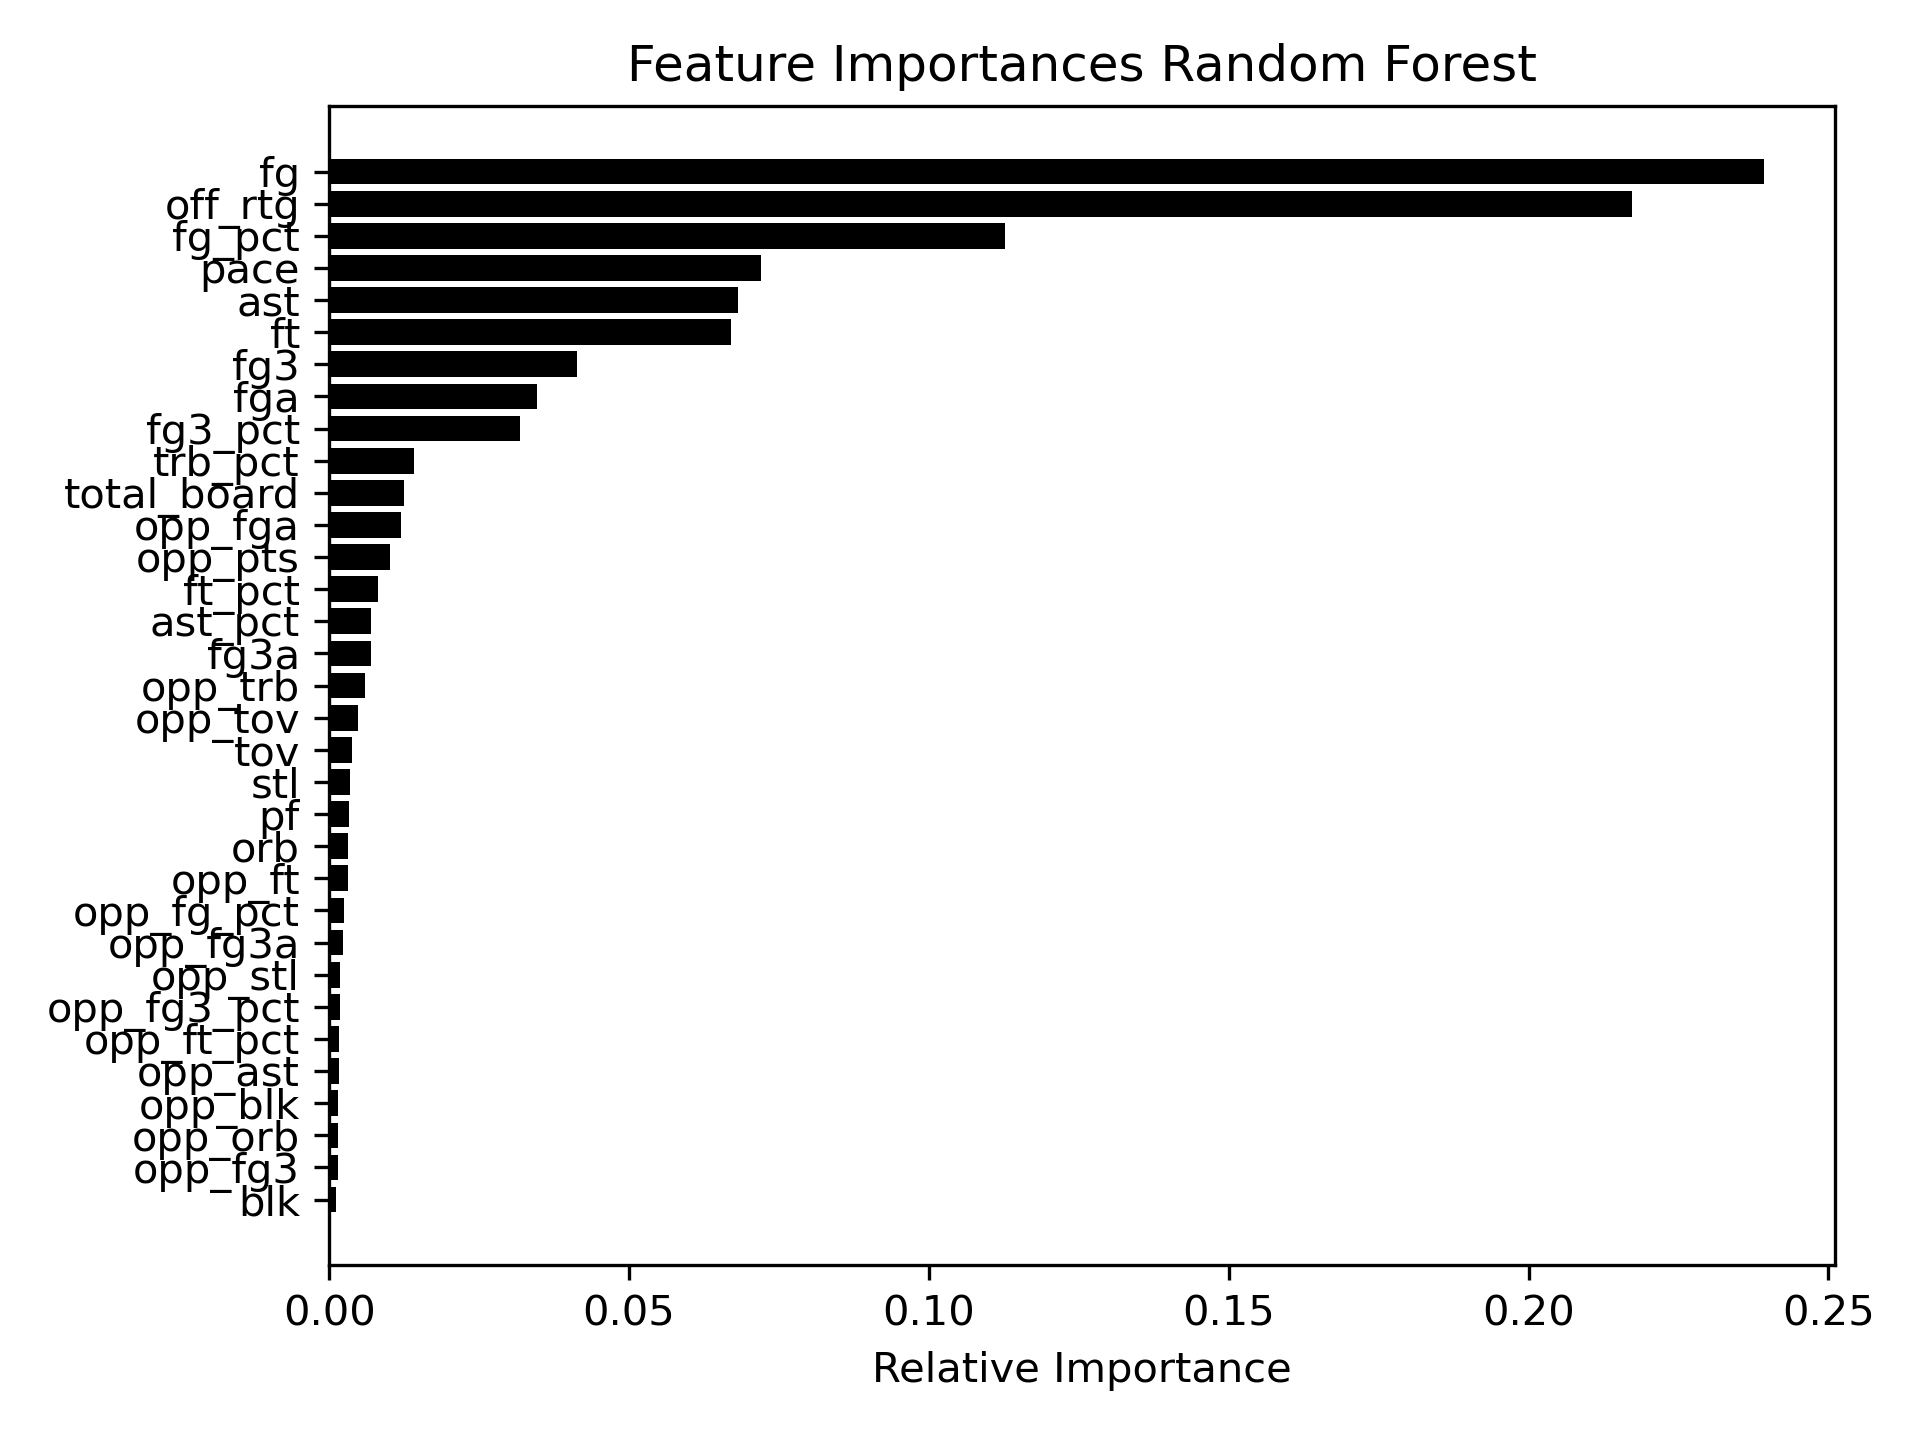 Feature Importances Random Forest
fg
off_rtg
fg_pct
pace
ast
ft
fg3
fga
fg3_pct
trb_pct
total_board
opp_fga
opp_pts
ft_pct
ast_pct
fg3a
opp_trb
opp_tov
tov
stl
pf
orb
opp_ft
opp_fg_pct
opp_fg3a
opp_stl
opp_fg3_pct
opp_ft_pct
opp_ast
opp_blk
opp_orb
opp_fg3
blk
0.00 0.05 0.10 0.15 0.20 0.25
Relative Importance